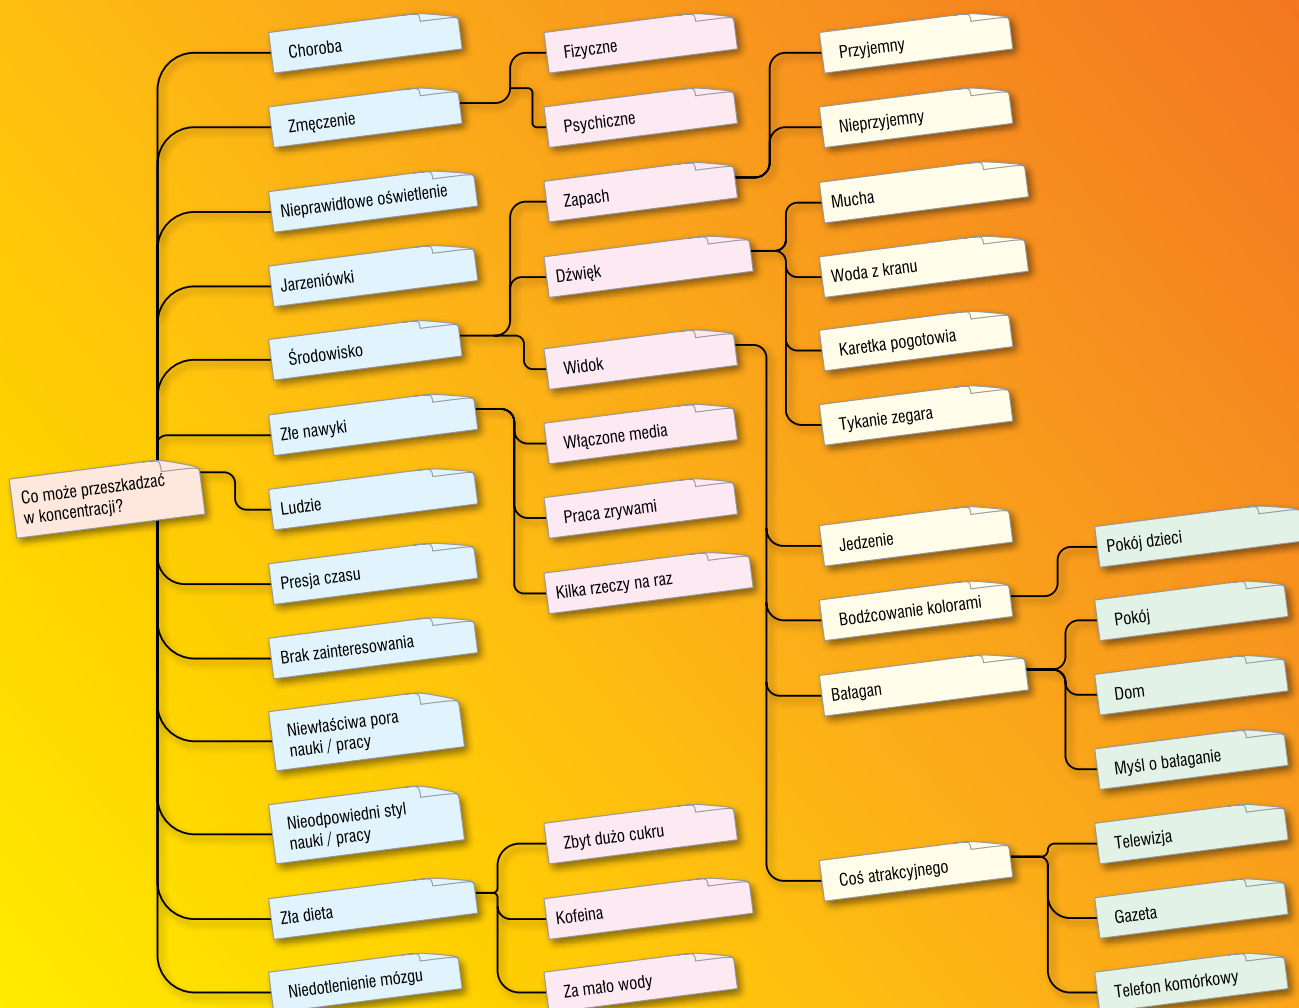 Co może przeszkadzać
w koncentracji?
Choroba
Zmęczenie
Nieprawidłowe oświetlenie
Jarzeniówki
Środowisko
Złe nawyki
Ludzie
Presja czasu
Brak zainteresowania
Niewłaściwa pora
nauki / pracy
Nieodpowiedni styl
nauki / pracy
Zła dieta
Niedotlenienie mózgu
Fizyczne
Psychiczne
Zapach
Dźwięk
Widok
Włączone media
Praca zrywami
Kilka rzeczy na raz
Zbyt dużo cukru
Kofeina
Za mało wody
Przyjemny
Nieprzyjemny
Mucha
Woda z kranu
Karetka pogotowia
Tykanie zegara
Jedzenie
Bodźcowanie kolorami
Bałagan
Coś atrakcyjnego
Pokój dzieci
Pokój
Dom
Myśl o bałaganie
Telewizja
Gazeta
Telefon komórkowy